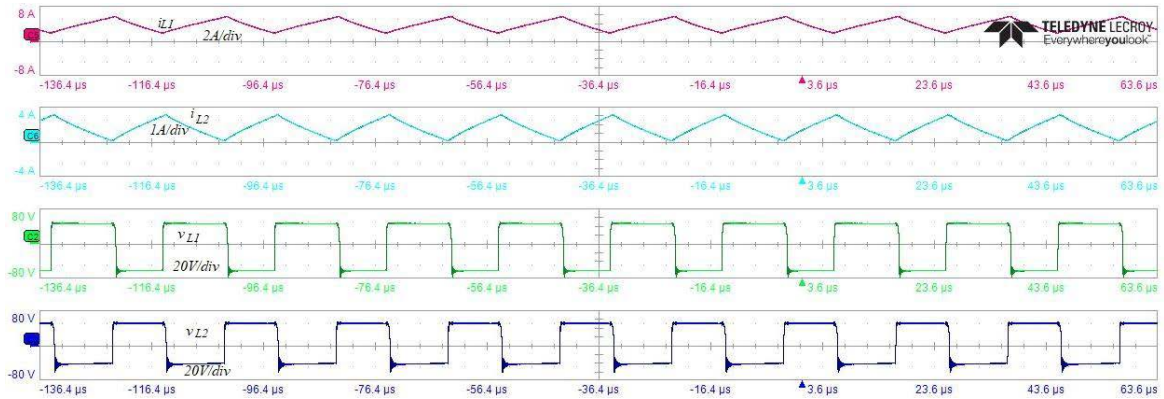 8 A
iL1
C5
2A/div
TELEDYNE LECROY
Everywhereyoulook™
-8 A
-136.4 µs -116.4 µs -96.4 µs -76.4 µs -56.4 µs -36.4 µs -16.4 µs 3.6 µs 23.6 µs 43.6 µs 63.6 µs
4 A
iL2
C6
1A/div
-4 A
-136.4 µs -116.4 µs -96.4 µs -76.4 µs -56.4 µs -36.4 µs -16.4 µs 3.6 µs 23.6 µs 43.6 µs 63.6 µs
80 V
C2
vL1
20V/div
-80 V
-136.4 µs -116.4 µs -96.4 µs -76.4 µs -56.4 µs -36.4 µs -16.4 µs 3.6 µs 23.6 µs 43.6 µs 63.6 µs
80 V
vL2
20V/div
-80 V
-136.4 µs -116.4 µs -96.4 µs -76.4 µs -56.4 µs -36.4 µs -16.4 µs 3.6 µs 23.6 µs 43.6 µs 63.6 µs